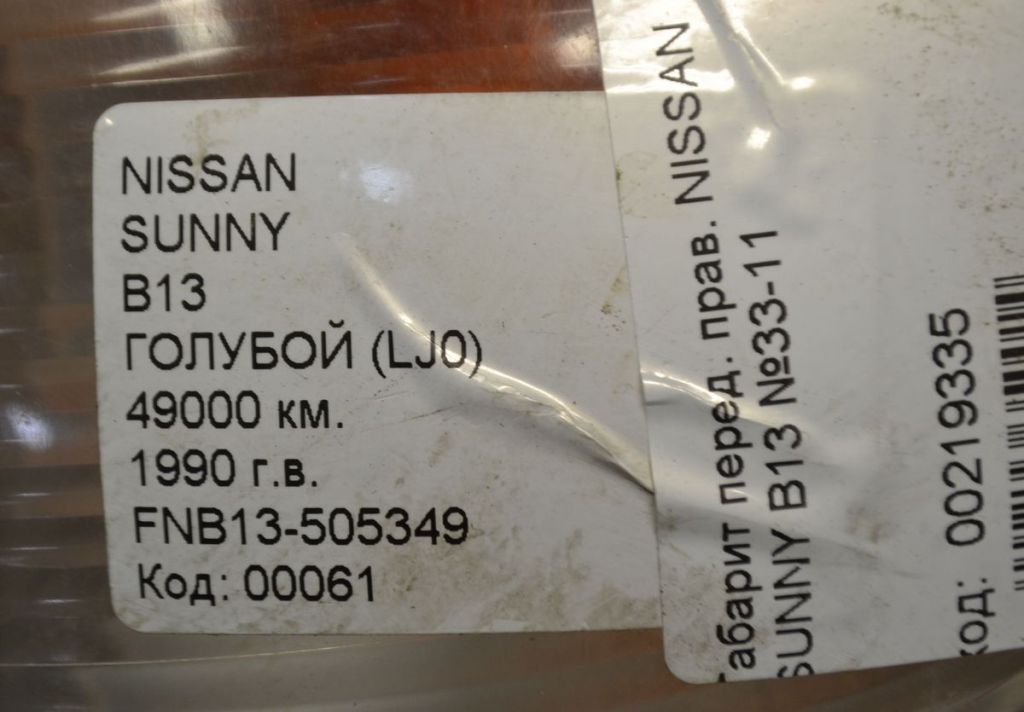 NISSAN
SUNNY
B13
ГОЛУБОЙ (LJ0)
49000 км.
1990 г.в.
FNB13-505349
Код: 00061
Габарит перед. прав. NISSAN
SUNNY B13 №33-11
код: 00219335